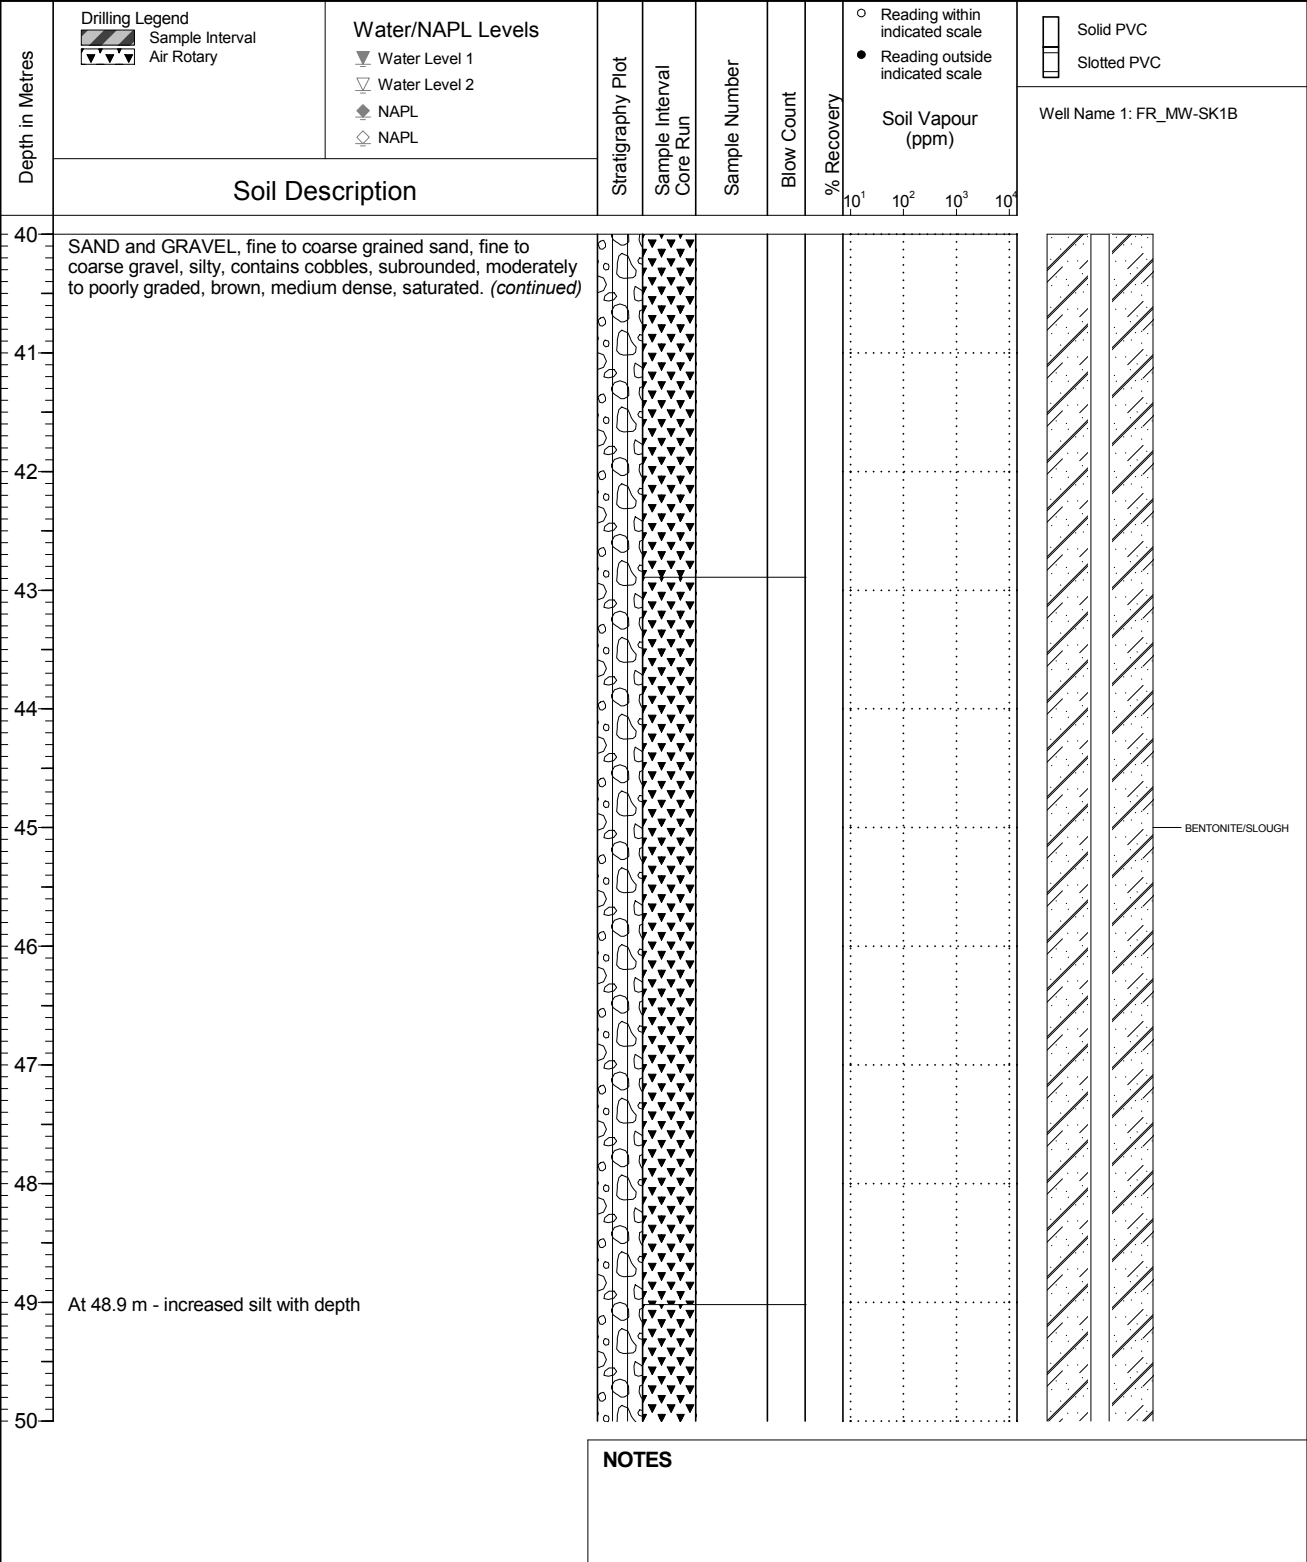 Depth in Metres
Drilling Legend
Sample Interval
Air Rotary
Water/NAPL Levels
Water Level 1
Water Level 2
NAPL
NAPL
Soil Description
Stratigraphy Plot
Sample Interval
Core Run
Sample Number
Blow Count
% Recovery
Reading within
indicated scale
Reading outside
indicated scale
Soil Vapour
(ppm)
10¹ 10² 10³ 10⁴
Solid PVC
Slotted PVC
Well Name 1: FR_MW-SK1B
40
SAND and GRAVEL, fine to coarse grained sand, fine to
coarse gravel, silty, contains cobbles, subrounded, moderately
to poorly graded, brown, medium dense, saturated. (continued)
41
42
43
44
45
BENTONITE/SLOUGH
46
47
48
49
At 48.9 m - increased silt with depth
50
NOTES